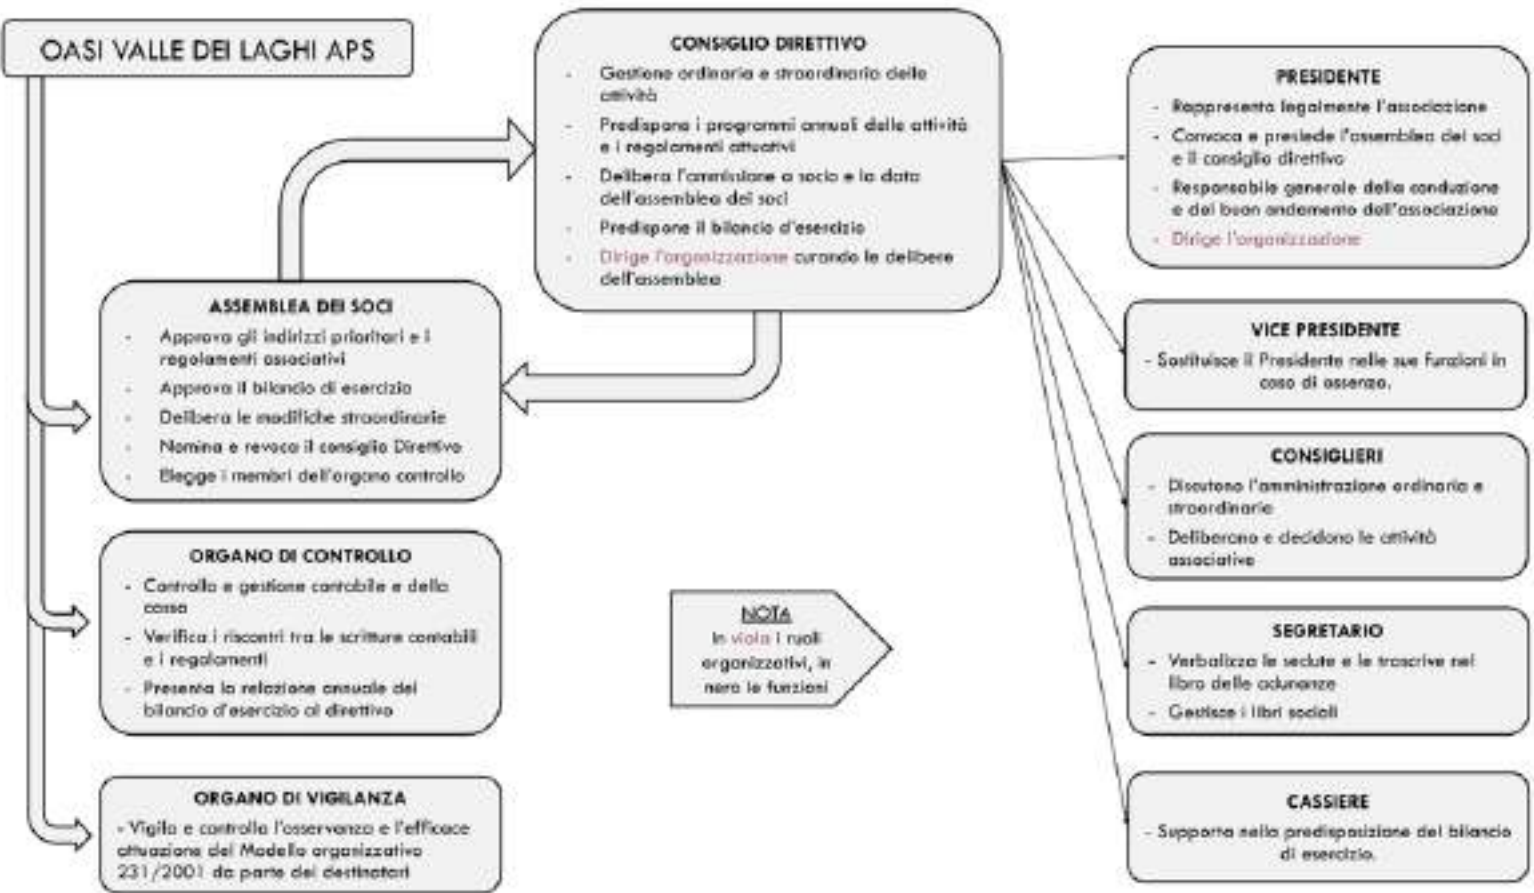 OASI VALLE DEI LAGHI APS
CONSIGLIO DIRETTIVO
- Gestione ordinaria e straordinaria delle
attività
- Predispone i programmi annuali delle attività
e i regolamenti attuativi
- Delibera l'ammissione a socio e la data
dell'assemblea dei soci
- Predispone il bilancio d'esercizio
- Dirige l'organizzazione curando le delibere
dell'assemblea
ASSEMBLEA DEI SOCI
- Approva gli indirizzi prioritari e i
regolamenti associativi
- Approva il bilancio di esercizio
- Delibera le modifiche straordinarie
- Nomina e revoca il consiglio Direttivo
- Elegge i membri dell'organo controllo
ORGANO DI CONTROLLO
- Controllo e gestione contabile e della
cassa
- Verifica i riscontri tra le scritture contabili
e i regolamenti
- Presenta la relazione annuale del
bilancio d'esercizio al direttivo
ORGANO DI VIGILANZA
- Vigila e controlla l'osservanza e l'efficace
attuazione del Modello organizzativo
231/2001 da parte dei destinatari
NOTA
In viola i ruoli
organizzativi, in
nero le funzioni
PRESIDENTE
- Rappresenta legalmente l'associazione
- Convoca e presiede l'assemblea dei soci
e il consiglio direttivo
- Responsabile generale della conduzione
e del buon andamento dell'associazione
- Dirige l'organizzazione
VICE PRESIDENTE
- Sostituisce il Presidente nelle sue funzioni in
caso di assenza.
CONSIGLIERI
- Discutono l'amministrazione ordinaria e
straordinaria
- Deliberano e decidono le attività
associative
SEGRETARIO
- Verbalizza le sedute e le trascrive nel
libro delle adunanze
- Gestisce i libri sociali
CASSIERE
- Supporta nella predisposizione del bilancio
di esercizio.